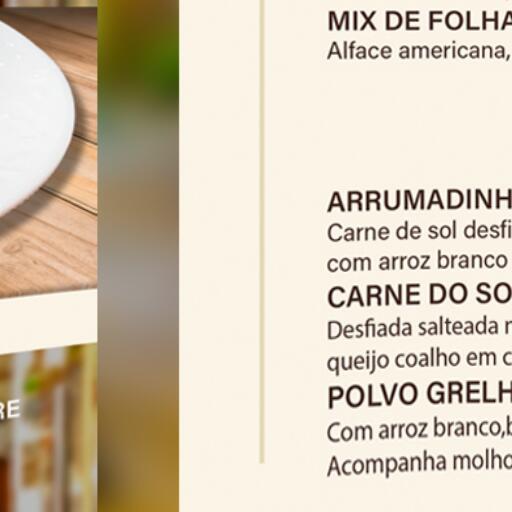 MIX DE FOLHA
Alface americana,
ARRUMADINH
Carne de sol desfi
com arroz branco
CARNE DO SO
Desfiada salteada
queijo coalho em c
POLVO GRELH
Com arroz branco,b
Acompanha molho
RE